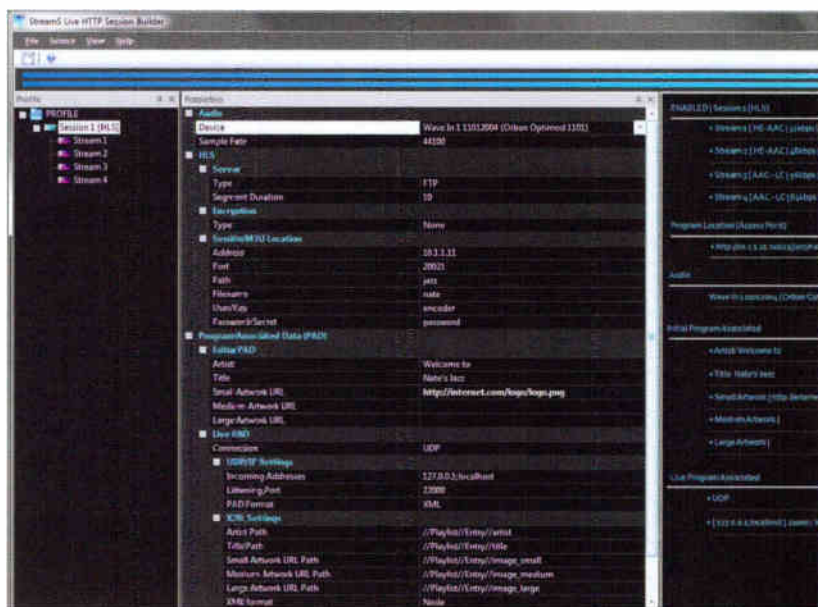 StreamS Live HTTP Session Builder
File Source View Help
Profile
PROFILE
Session 1 [HLS]
Stream 1
Stream 2
Stream 3
Stream 4
Properties
Audio
Device Wave In 1 11012004 (Orban Optimod 1101)
Sample Rate 44100
HLS
Server
Type FTP
Segment Duration 10
Encryption
Type None
Address
Port 20021
Path jazz
Filename nate
User/Key encoder
Password/Secret password
Program Associated Data (PAD)
Initial PAD
Artist Welcome to
Title Nate's Jazz
Small Artwork URL http://internet.com/logo/logo.png
Medium Artwork URL
Large Artwork URL
Live PAD
Connection UDP
UDP/IP Settings
Incoming Addresses 127.0.0.1;localhost
Listening Port
PAD Format XML
XML Settings
Artist Path //Playlist//Entry//artist
Title Path //Playlist//Entry//title
Small Artwork URL Path //Playlist//Entry//image_small
Medium Artwork URL Path //Playlist//Entry//image_medium
Large Artwork URL Path //Playlist//Entry//image_large
XML Format Node
ENABLED | Session 1 [HLS]
Program Location (Access Point)
Audio
Initial Program Associated
Artist: Welcome to
Title: Nate's Jazz
Medium Artwork |
Large Artwork |
Live Program Associated
UDP